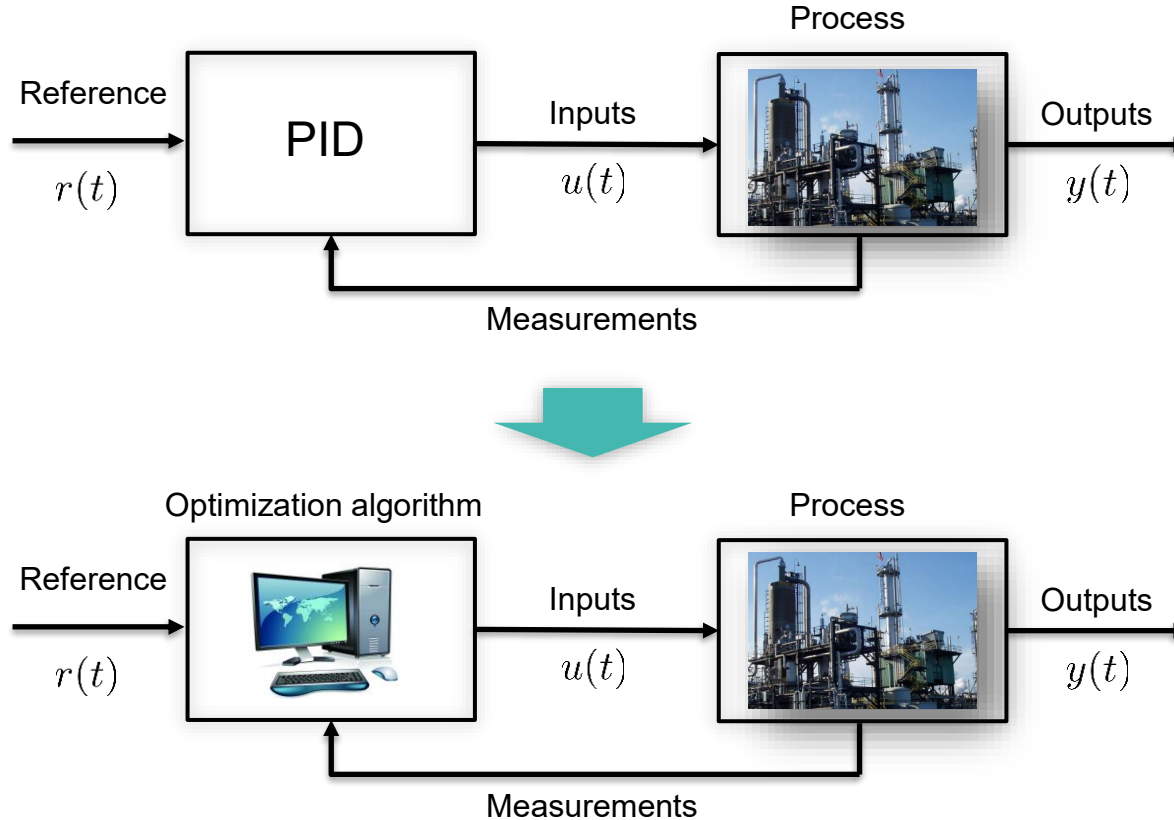 Process
Reference
PID
Inputs
Outputs
r(t)
u(t)
y(t)
Measurements
Optimization algorithm
Process
Reference
Inputs
Outputs
r(t)
u(t)
y(t)
Measurements